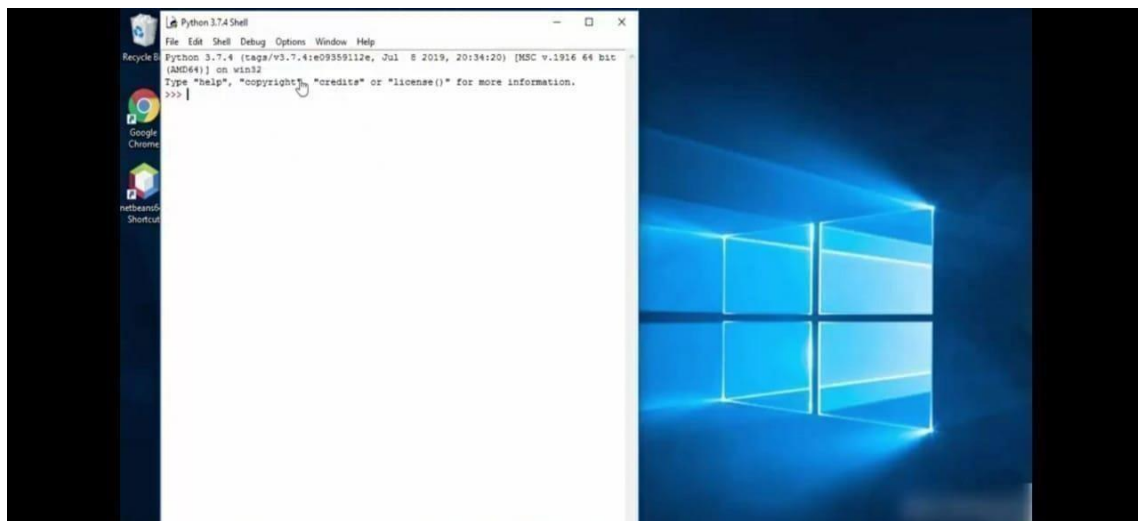 Python 3.7.4 Shell
File Edit Shell Debug Options Window Help
Python 3.7.4 (tags/v3.7.4:e09359112e, Jul 8 2019, 20:34:20) [MSC v.1916 64 bit
(AMD64)] on win32
Type "help", "copyright", "credits" or "license()" for more information.
>>>
Recycle
Google
Chrome
Shortcut